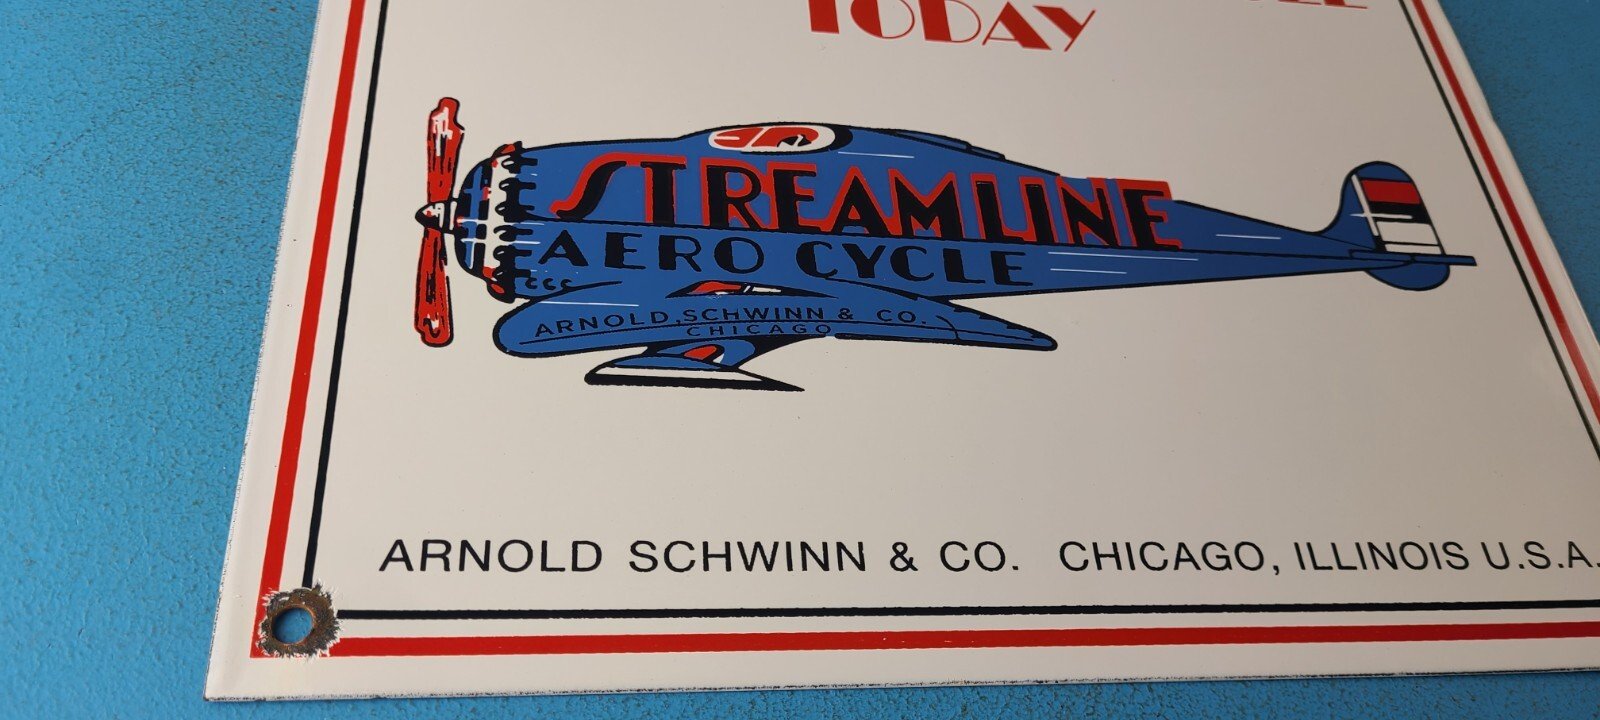 TODAY
STREAMLINE
AERO CYCLE
ARNOLD, SCHWINN & CO.
CHICAGO
ARNOLD SCHWINN & CO. CHICAGO, ILLINOIS U.S.A.